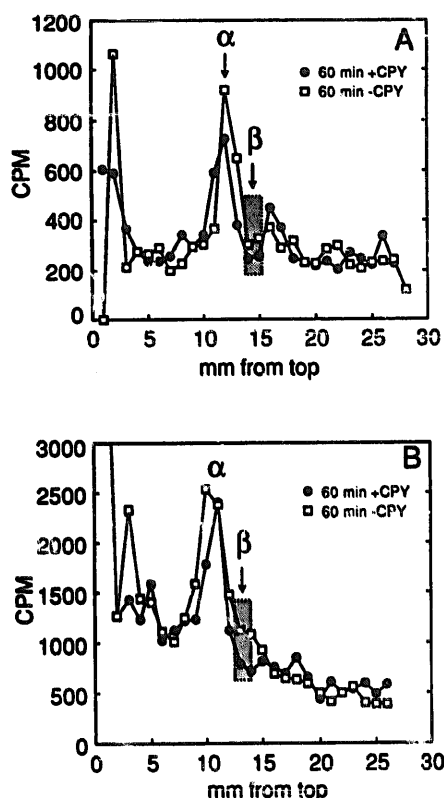 A
α
60 min +CPY
60 min -CPY
β
CPM
1200
1000
800
600
400
200
0
0 5 10 15 20 25 30
mm from top
B
α
60 min +CPY
60 min -CPY
β
CPM
3000
2500
2000
1500
1000
500
0
0 5 10 15 20 25 30
mm from top